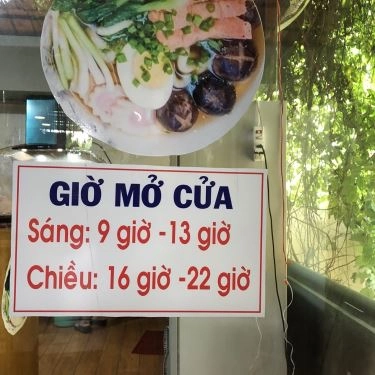 GIỜ MỞ CỬA
Sáng: 9 giờ -13 giờ
Chiều: 16 giờ -22 giờ